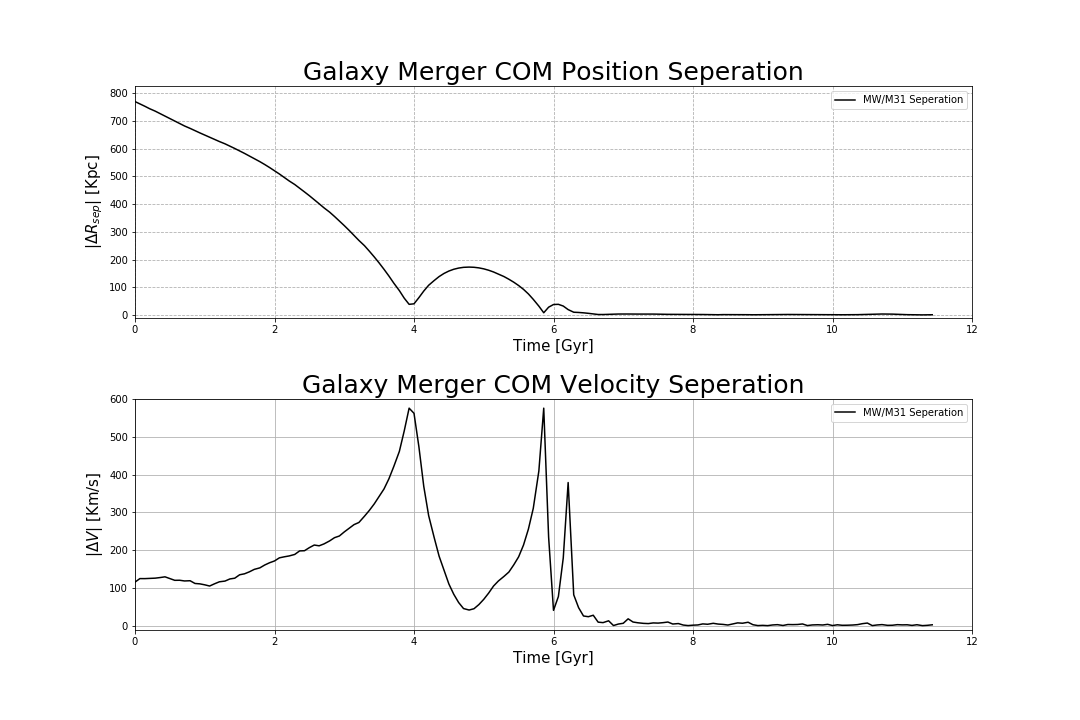 Galaxy Merger COM Position Seperation
MW/M31 Seperation
|ΔR_sep| [Kpc]
800
700
600
500
400
300
200
100
0
0 2 4 6 8 10 12
Time [Gyr]
Galaxy Merger COM Velocity Seperation
MW/M31 Seperation
|ΔV| [Km/s]
600
500
400
300
200
100
0
0 2 4 6 8 10 12
Time [Gyr]